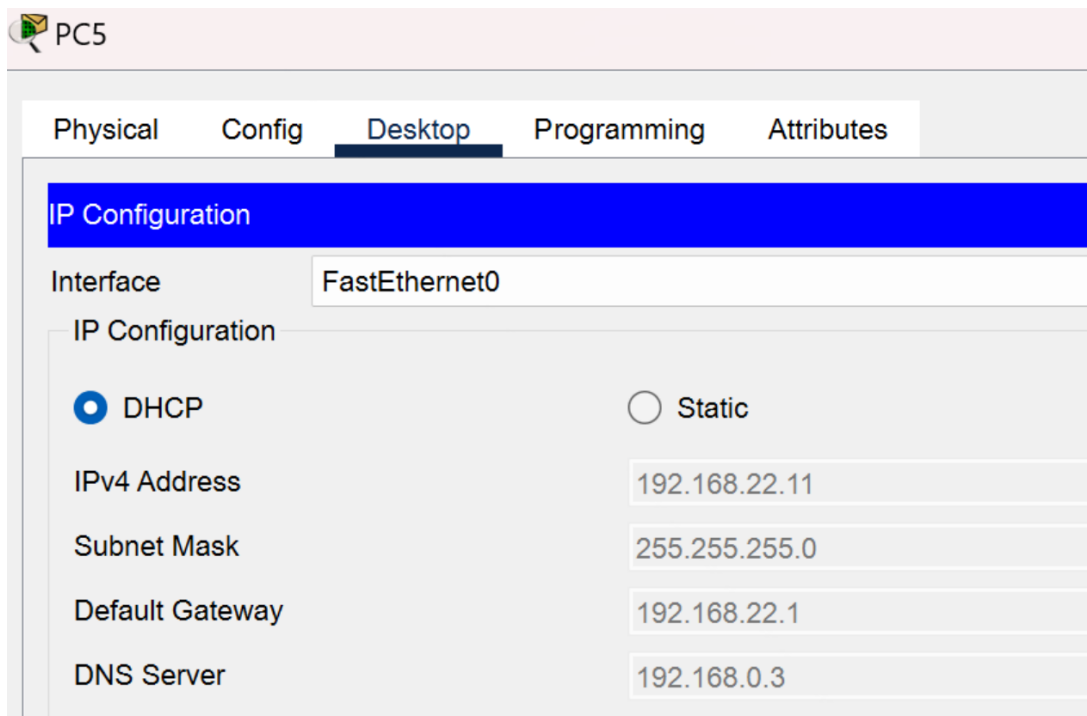 PC5
Physical Config Desktop Programming Attributes
IP Configuration
Interface FastEthernet0
IP Configuration
DHCP Static
IPv4 Address 192.168.22.11
Subnet Mask 255.255.255.0
Default Gateway 192.168.22.1
DNS Server 192.168.0.3